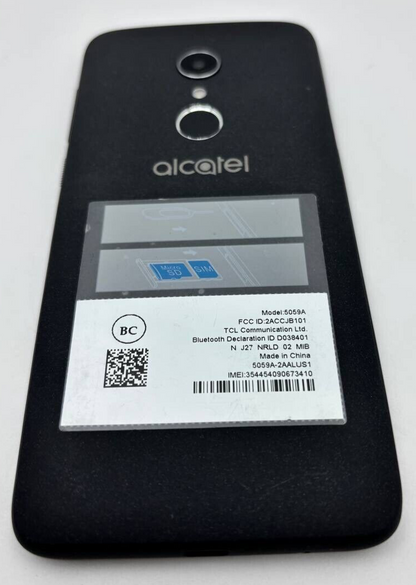 alcatel
Micro SD SIM
Model:5059A
FCC ID:2ACCJB101
TCL Communication Ltd.
Bluetooth Declaration ID D038401
N J27 NRLD 02 MIB
Made in China
5059A-2AALUS1
IMEI:354454090673410
BC